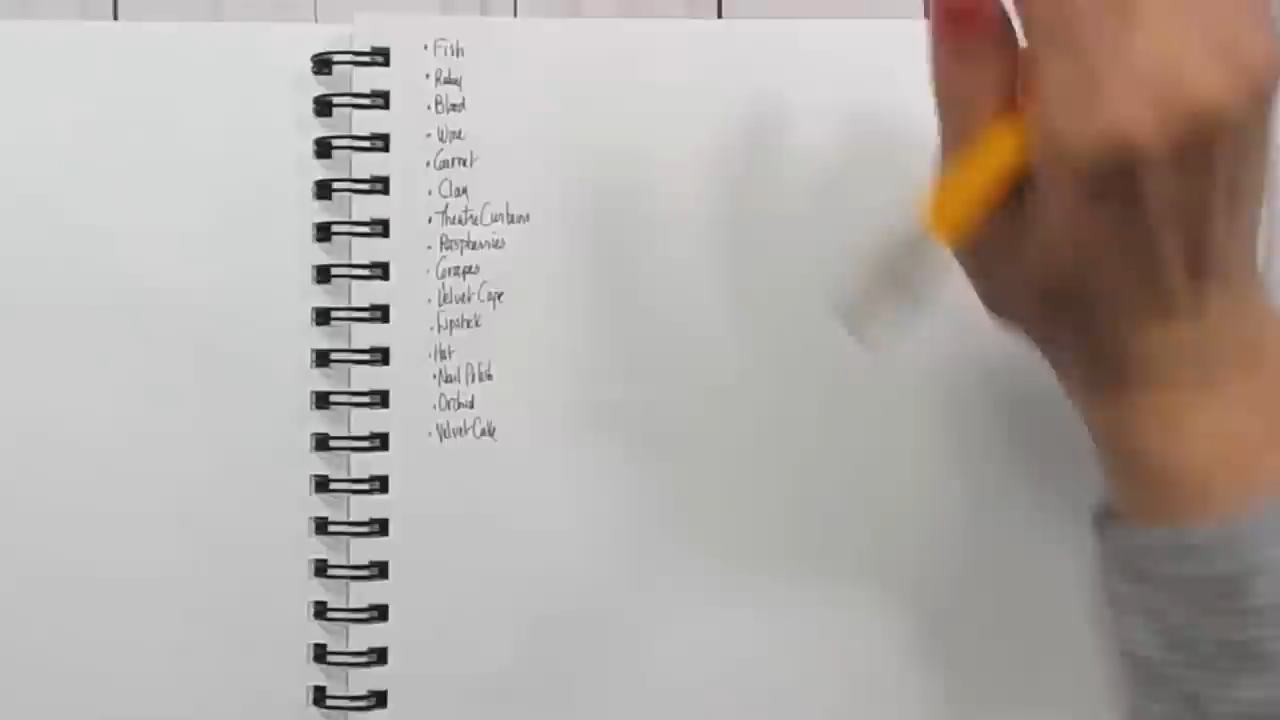 · Fish
· Ruby
· Blood
· Wine
· Garnet
· Clay
· Theatre Curtains
· Raspberries
· Grapes
· Velvet Cape
· Lipstick
· Hat
· Nail Polish
· Orchid
· Velvet Cake